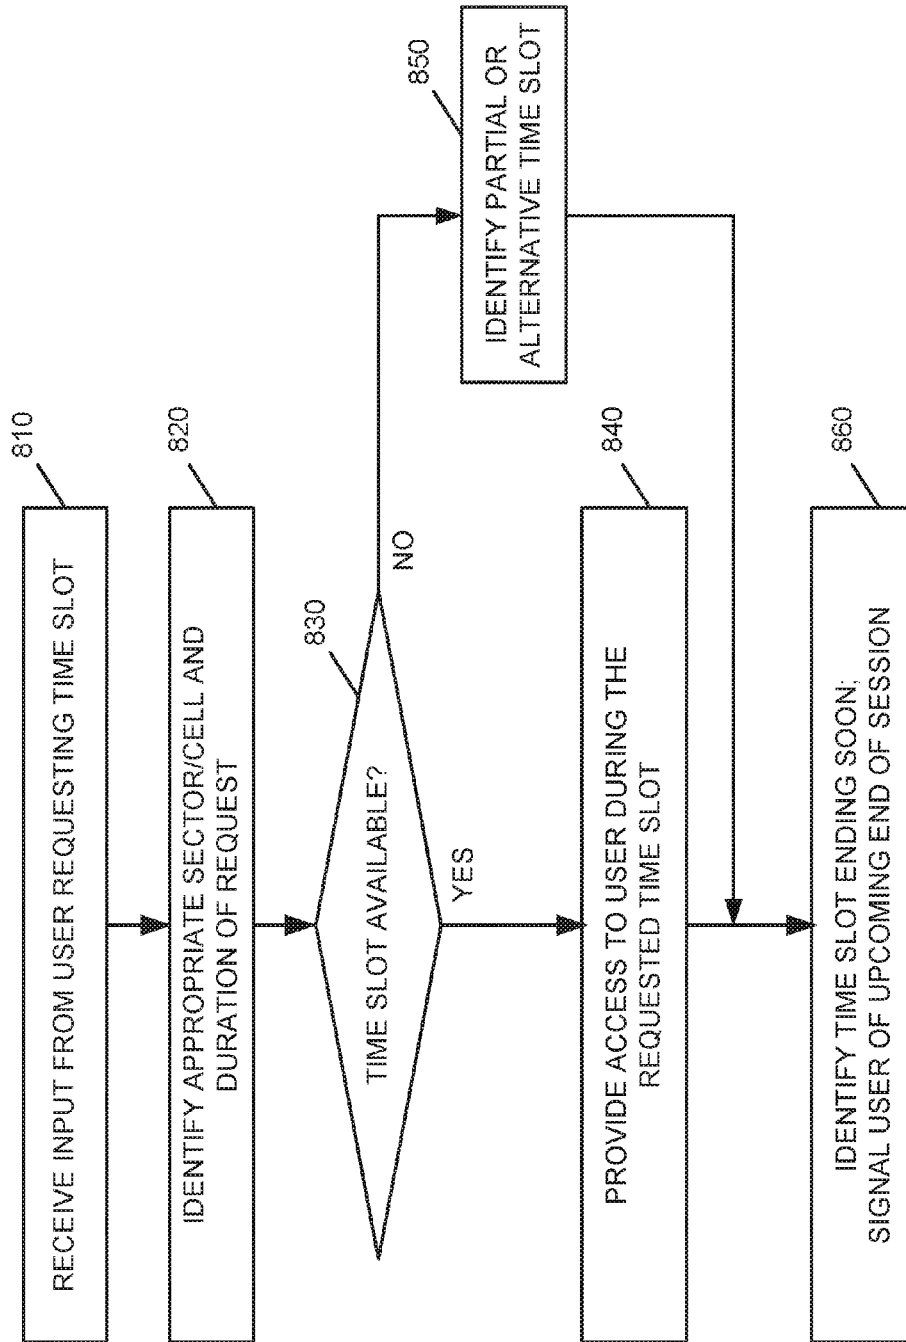 810
RECEIVE INPUT FROM USER REQUESTING TIME SLOT
820
IDENTIFY APPROPRIATE SECTOR/CELL AND
DURATION OF REQUEST
830
TIME SLOT AVAILABLE?
NO
YES
850
IDENTIFY PARTIAL OR
ALTERNATIVE TIME SLOT
840
PROVIDE ACCESS TO USER DURING THE
REQUESTED TIME SLOT
860
IDENTIFY TIME SLOT ENDING SOON;
SIGNAL USER OF UPCOMING END OF SESSION